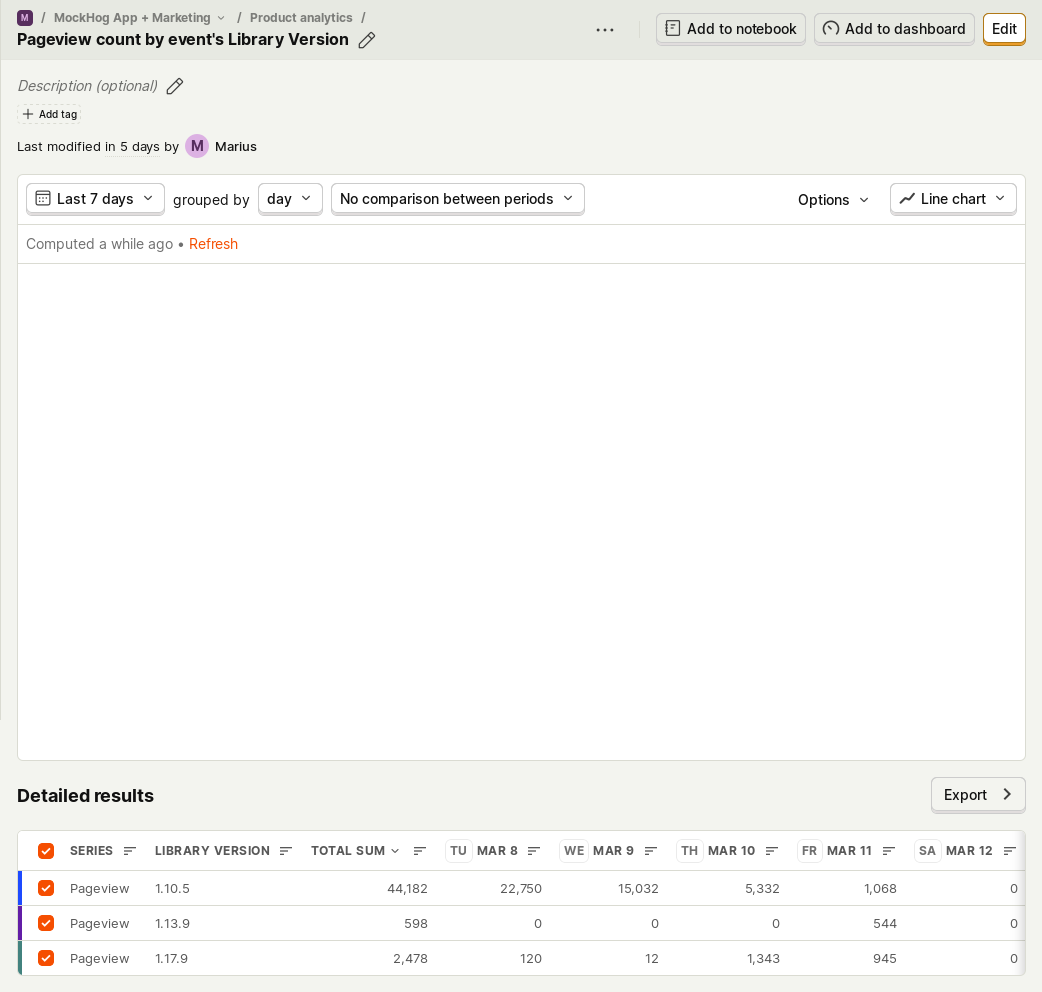 M / MockHog App + Marketing / Product analytics /
Pageview count by event's Library Version
Add to notebook
Add to dashboard
Edit
Description (optional)
Add tag
Last modified in 5 days by M Marius
Last 7 days grouped by day No comparison between periods Options Line chart
Computed a while ago • Refresh
Detailed results
Export
SERIES LIBRARY VERSION TOTAL SUM TU MAR 8 WE MAR 9 TH MAR 10 FR MAR 11 SA MAR 12
Pageview 1.10.5 44,182 22,750 15,032 5,332 1,068 0
Pageview 1.13.9 598 0 0 0 544 0
Pageview 1.17.9 2,478 120 12 1,343 945 0